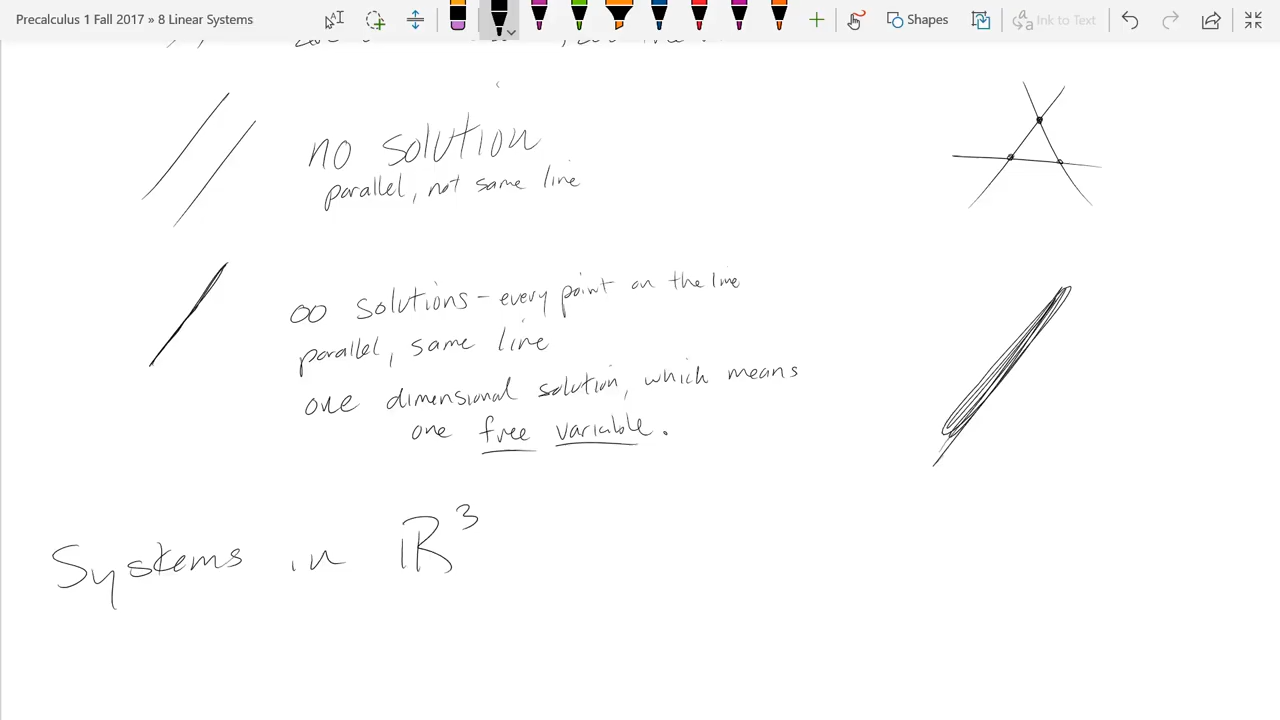 Precalculus 1 Fall 2017 » 8 Linear Systems
Shapes
Ink to Text
no solution
parallel, not same line
∞ solutions – every point on the line
parallel, same line
one dimensional solution, which means
one free variable.
Systems in ℝ³